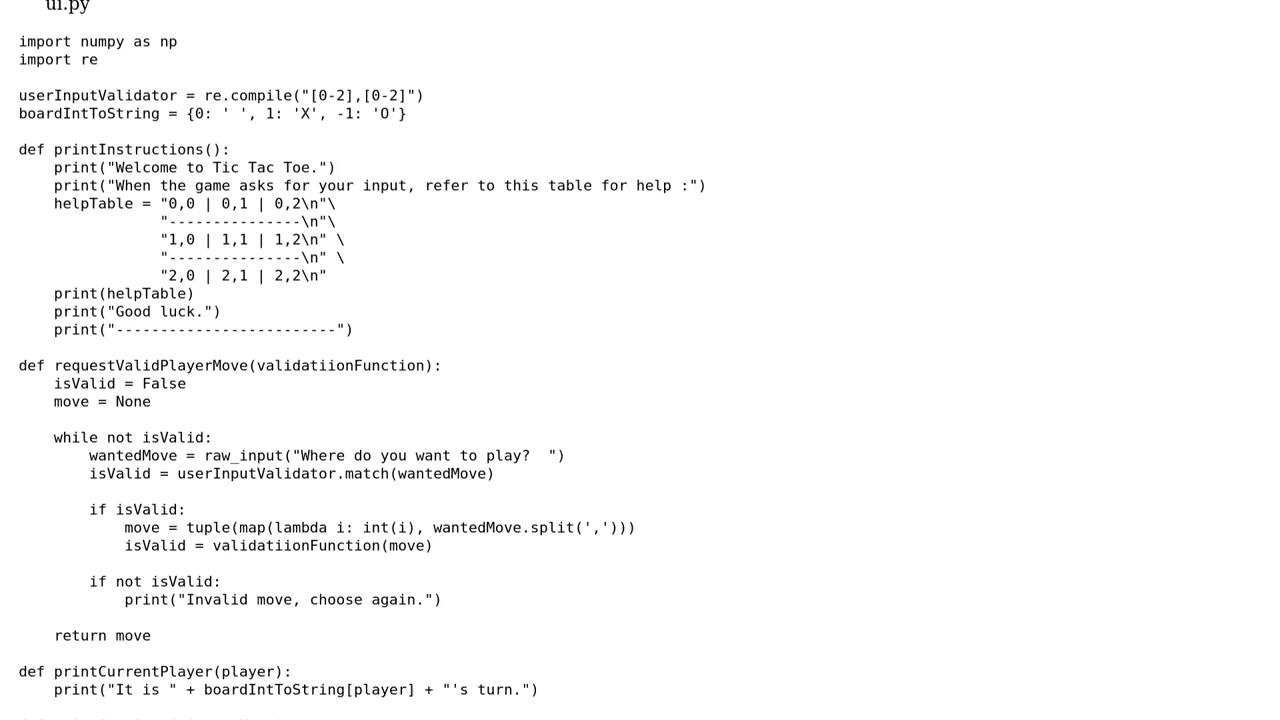 ui.py
import numpy as np
import re
userInputValidator = re.compile("[0-2],[0-2]")
boardIntToString = {0: ' ', 1: 'X', -1: 'O'}
def printInstructions():
    print("Welcome to Tic Tac Toe.")
    print("When the game asks for your input, refer to this table for help :")
    helpTable = "0,0 | 0,1 | 0,2\n"\
                "---------------\n"\
                "1,0 | 1,1 | 1,2\n" \
                "---------------\n" \
                "2,0 | 2,1 | 2,2\n"
    print(helpTable)
    print("Good luck.")
    print("-------------------------")
def requestValidPlayerMove(validatiionFunction):
    isValid = False
    move = None
    while not isValid:
        wantedMove = raw_input("Where do you want to play?  ")
        isValid = userInputValidator.match(wantedMove)
        if isValid:
            move = tuple(map(lambda i: int(i), wantedMove.split(',')))
            isValid = validatiionFunction(move)
        if not isValid:
            print("Invalid move, choose again.")
    return move
def printCurrentPlayer(player):
    print("It is " + boardIntToString[player] + "'s turn.")